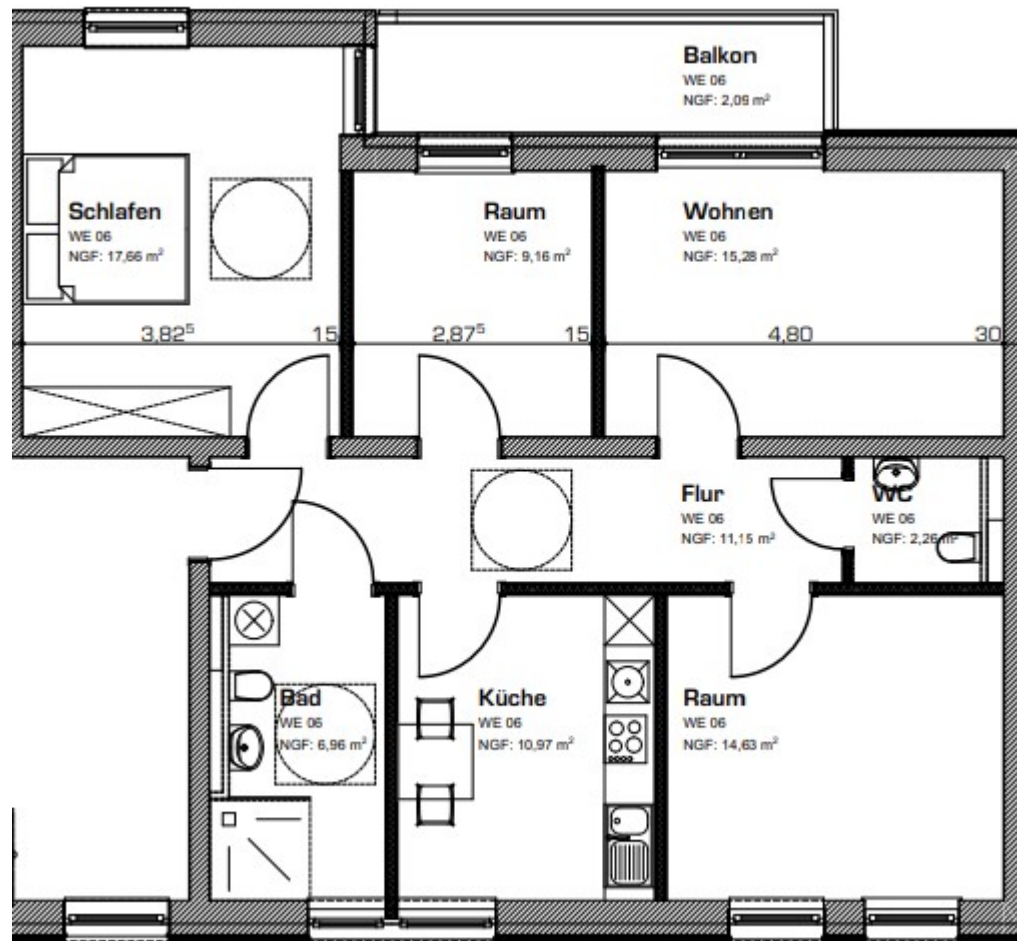 Balkon
WE 06
NGF: 2,09 m²
Schlafen
WE 06
NGF: 17,66 m²
Raum
WE 06
NGF: 9,16 m²
Wohnen
WE 06
NGF: 15,28 m²
3,82⁵
15
2,87⁵
15
4,80
30
Flur
WE 06
NGF: 11,15 m²
WC
WE 06
NGF: 2,26 m²
Bad
WE 06
NGF: 6,96 m²
Küche
WE 06
NGF: 10,97 m²
Raum
WE 06
NGF: 14,63 m²